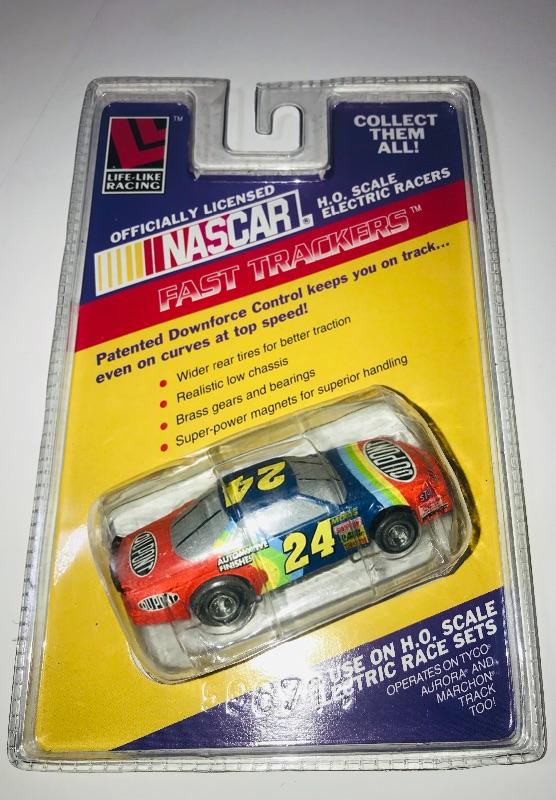 LIFE-LIKE
RACING
TM
COLLECT
THEM
ALL!
OFFICIALLY LICENSED
NASCAR®
H.O. SCALE
ELECTRIC RACERS
FAST TRACKERS™
Patented Downforce Control keeps you on track...
even on curves at top speed!
• Wider rear tires for better traction
• Realistic low chassis
• Brass gears and bearings
• Super-power magnets for superior handling
24
DUPONT
DUPONT
AUTOMOTIVE
FINISHES
24
DUPONT
USE ON H.O. SCALE
ELECTRIC RACE SETS
OPERATES ON TYCO®
AURORA® AND
MARCHON®
TRACK
TOO!